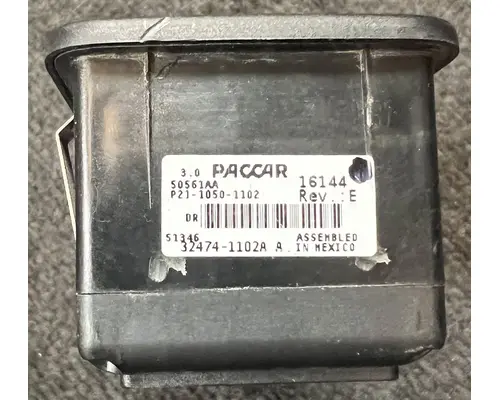 3.0 PACCAR
50561AA 16144
P21-1050-1102 Rev.:E
DR
51346 ASSEMBLED
32474-1102A A. IN MEXICO